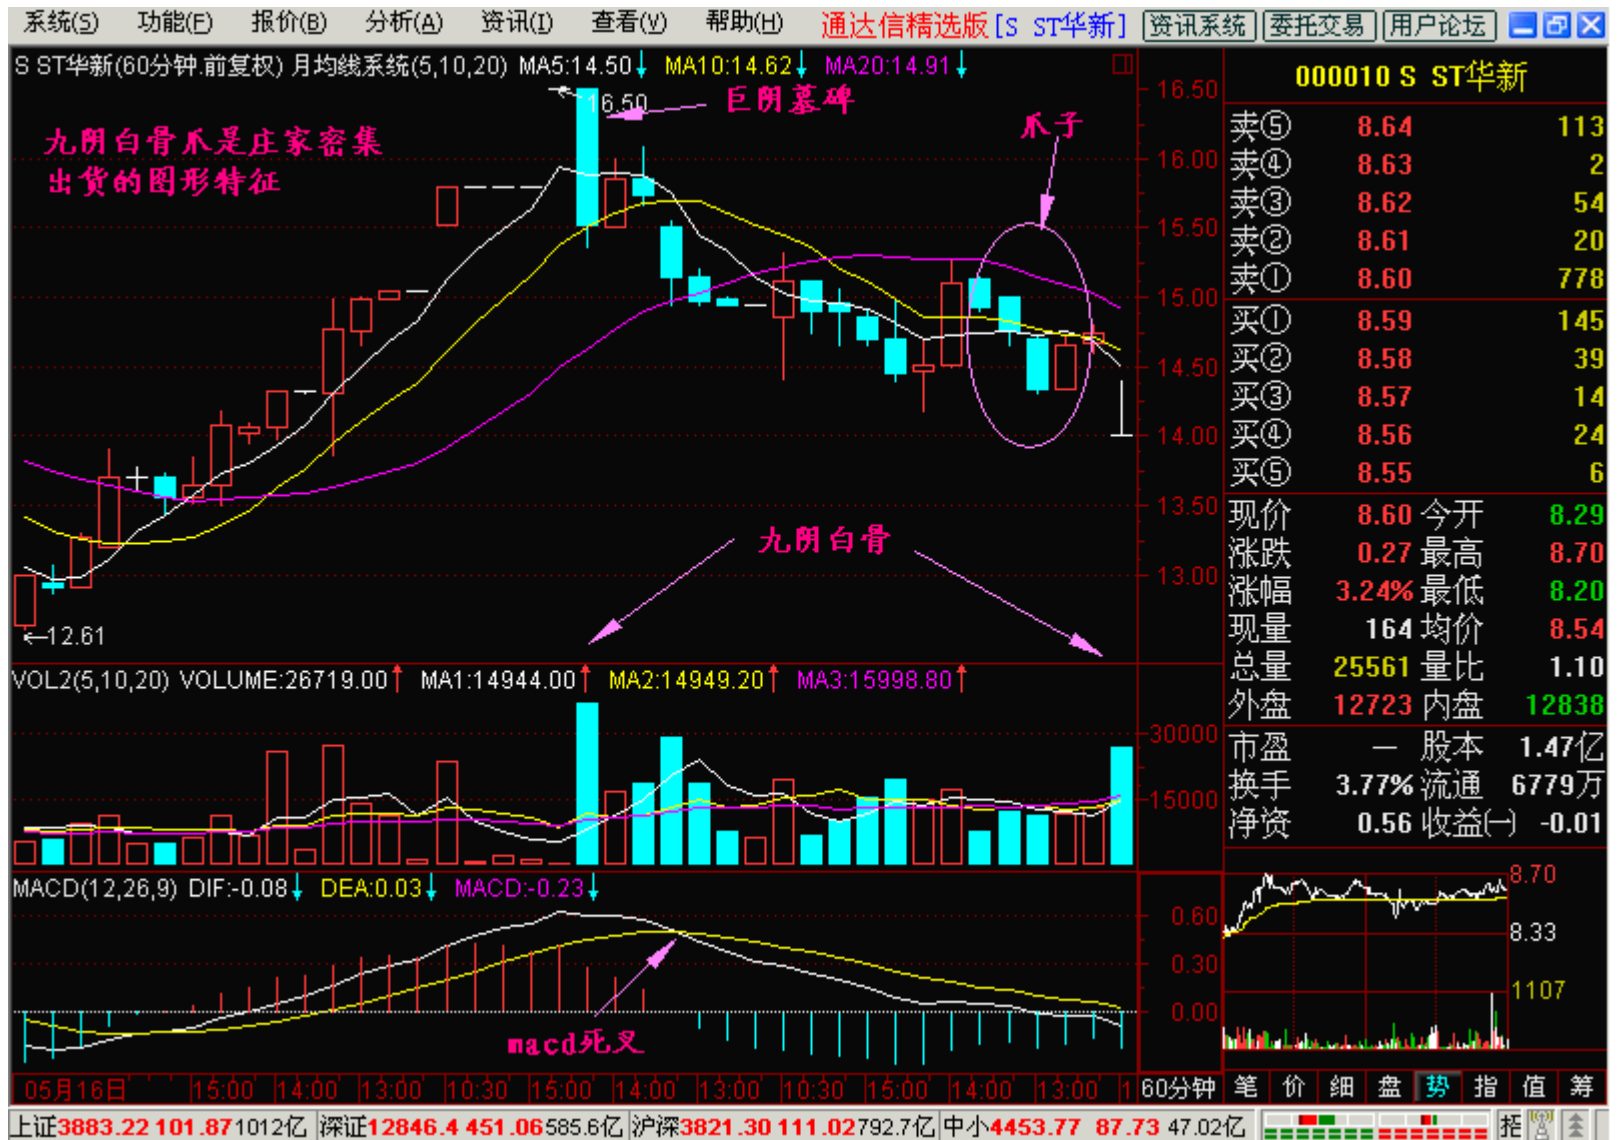 系统(S) 功能(F) 报价(B) 分析(A) 资讯(I) 查看(V) 帮助(H) 通达信精选版 [S ST华新] 资讯系统 委托交易 用户论坛
S ST华新(60分钟.前复权) 月均线系统(5,10,20) MA5:14.50↓ MA10:14.62↓ MA20:14.91↓
000010 S ST华新
16.50
16.50 巨阴墓碑
九阴白骨爪是庄家密集
出货的图形特征
爪子
16.00
15.50
15.00
14.50
14.00
13.50
13.00
九阴白骨
←12.61
卖⑤ 8.64 113
卖④ 8.63 2
卖③ 8.62 54
卖② 8.61 20
卖① 8.60 778
买① 8.59 145
买② 8.58 39
买③ 8.57 14
买④ 8.56 24
买⑤ 8.55 6
现价 8.60 今开 8.29
涨跌 0.27 最高 8.70
涨幅 3.24% 最低 8.20
现量 164 均价 8.54
总量 25561 量比 1.10
外盘 12723 内盘 12838
市盈 — 股本 1.47亿
换手 3.77% 流通 6779万
净资 0.56 收益(一) -0.01
VOL2(5,10,20) VOLUME:26719.00↑ MA1:14944.00↑ MA2:14949.20↑ MA3:15998.80↑
30000
15000
MACD(12,26,9) DIF:-0.08↓ DEA:0.03↓ MACD:-0.23↓
0.60
0.30
0.00
macd死叉
8.70
8.33
1107
05月16日 15:00 14:00 13:00 10:30 15:00 14:00 13:00 10:30 15:00 14:00 13:00 1 60分钟 笔 价 细 盘 势 指 值 筹
上证3883.22 101.87 1012亿 深证12846.4 451.06 585.6亿 沪深3821.30 111.02 792.7亿 中小4453.77 87.73 47.02亿